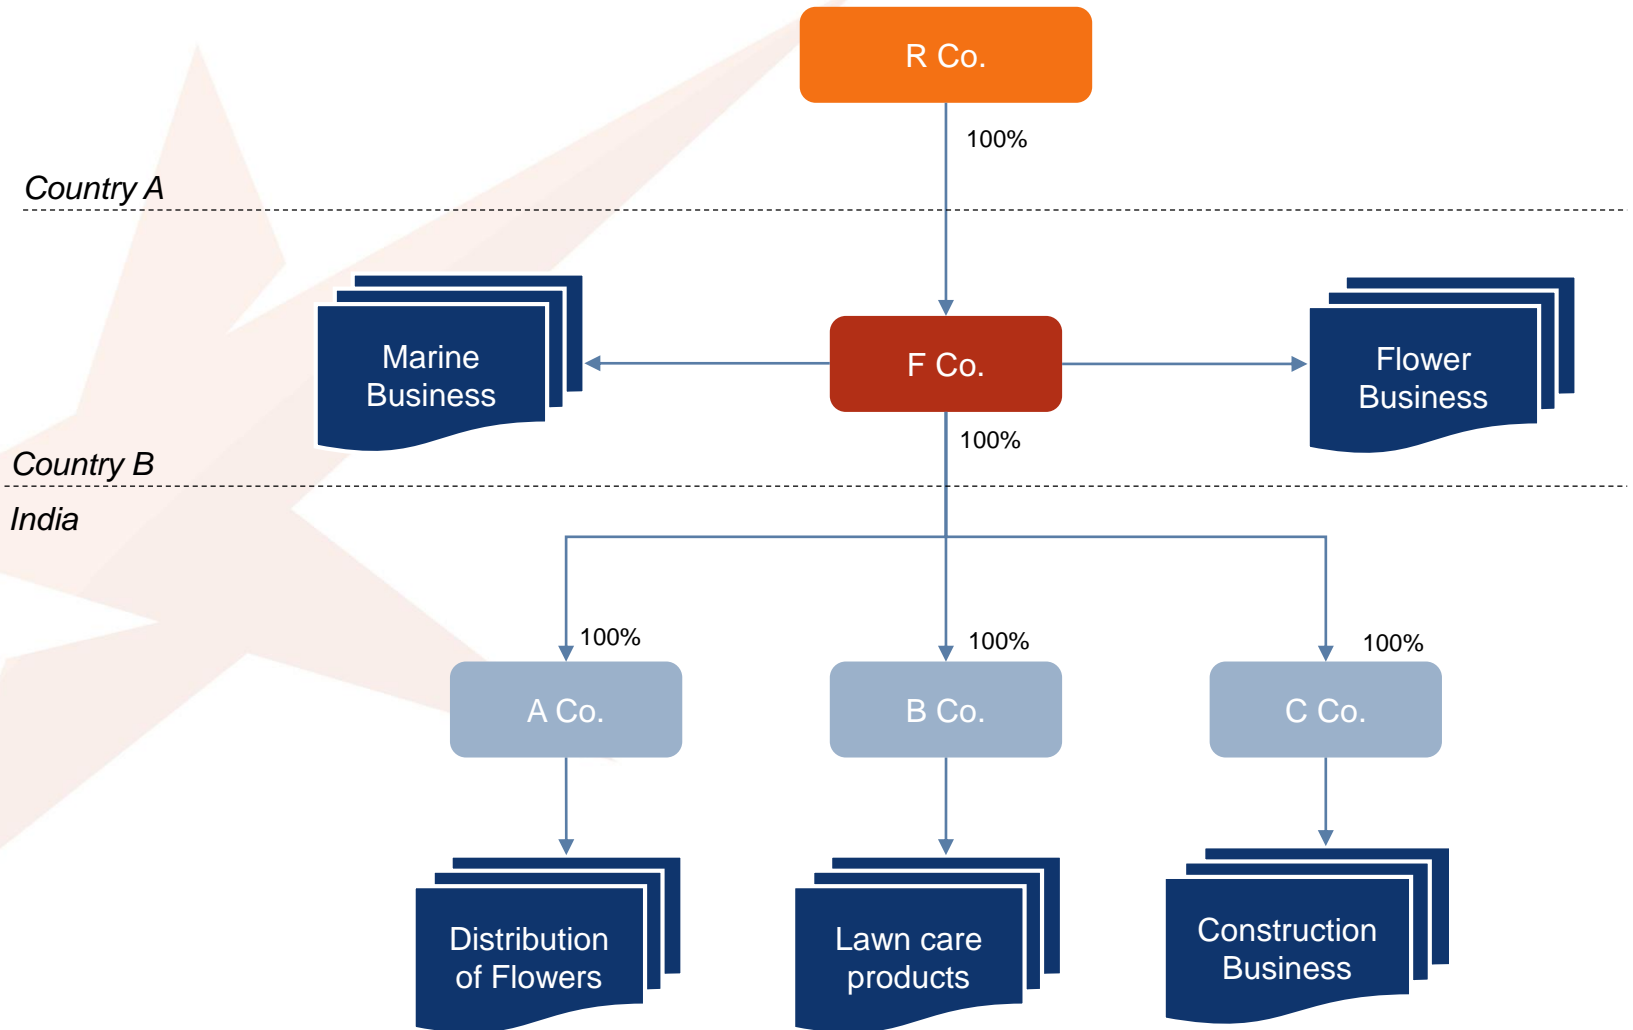 R Co.
100%
Country A
Marine
Business
F Co.
Flower
Business
100%
Country B
India
100%
100%
100%
A Co.
B Co.
C Co.
Distribution
of Flowers
Lawn care
products
Construction
Business